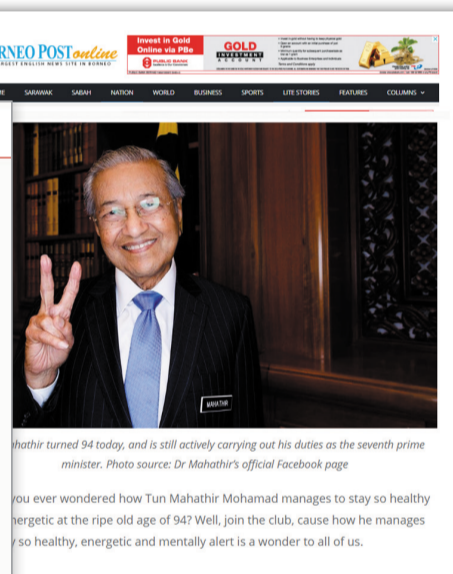 RNEO POST online
RGEST ENGLISH NEWS SITE IN BORNEO
Invest in Gold
Online via PBe
PUBLIC BANK
GOLD
INVESTMENT
ACCOUNT
SARAWAK SABAH NATION WORLD BUSINESS SPORTS LITE STORIES FEATURES COLUMNS
MAHATHIR
hathir turned 94 today, and is still actively carrying out his duties as the seventh prime
minister. Photo source: Dr Mahathir's official Facebook page
you ever wondered how Tun Mahathir Mohamad manages to stay so healthy
nergetic at the ripe old age of 94? Well, join the club, cause how he manages
y so healthy, energetic and mentally alert is a wonder to all of us.